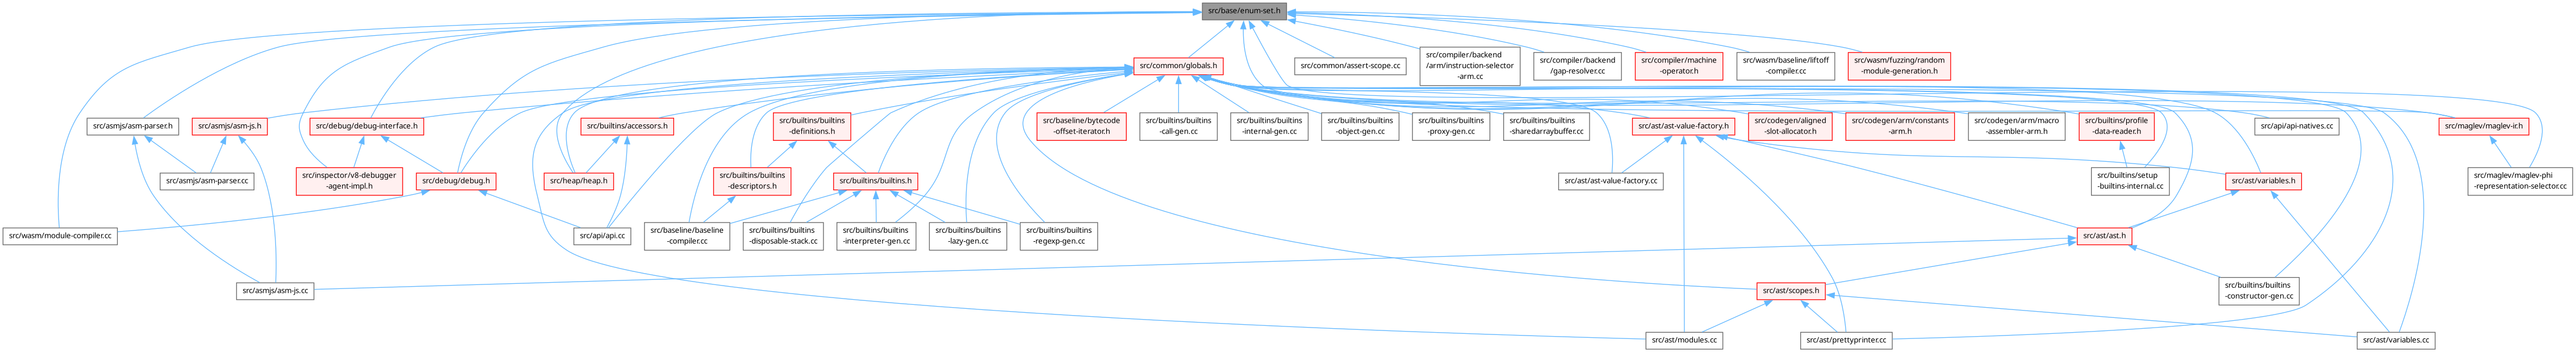 src/base/enum-set.h
src/common/globals.h
src/common/assert-scope.cc
src/compiler/backend
/arm/instruction-selector
-arm.cc
src/compiler/backend
/gap-resolver.cc
src/compiler/machine
-operator.h
src/wasm/baseline/liftoff
-compiler.cc
src/wasm/fuzzing/random
-module-generation.h
src/asmjs/asm-parser.h
src/asmjs/asm-js.h
src/debug/debug-interface.h
src/builtins/accessors.h
src/builtins/builtins
-definitions.h
src/baseline/bytecode
-offset-iterator.h
src/builtins/builtins
-call-gen.cc
src/builtins/builtins
-internal-gen.cc
src/builtins/builtins
-object-gen.cc
src/builtins/builtins
-proxy-gen.cc
src/builtins/builtins
-sharedarraybuffer.cc
src/ast/ast-value-factory.h
src/codegen/aligned
-slot-allocator.h
src/codegen/arm/constants
-arm.h
src/codegen/arm/macro
-assembler-arm.h
src/builtins/profile
-data-reader.h
src/api/api-natives.cc
src/maglev/maglev-ir.h
src/asmjs/asm-parser.cc
src/inspector/v8-debugger
-agent-impl.h
src/debug/debug.h
src/heap/heap.h
src/builtins/builtins
-descriptors.h
src/builtins/builtins.h
src/ast/ast-value-factory.cc
src/builtins/setup
-builtins-internal.cc
src/ast/variables.h
src/maglev/maglev-phi
-representation-selector.cc
src/wasm/module-compiler.cc
src/api/api.cc
src/baseline/baseline
-compiler.cc
src/builtins/builtins
-disposable-stack.cc
src/builtins/builtins
-interpreter-gen.cc
src/builtins/builtins
-lazy-gen.cc
src/builtins/builtins
-regexp-gen.cc
src/ast/ast.h
src/asmjs/asm-js.cc
src/ast/scopes.h
src/builtins/builtins
-constructor-gen.cc
src/ast/modules.cc
src/ast/prettyprinter.cc
src/ast/variables.cc